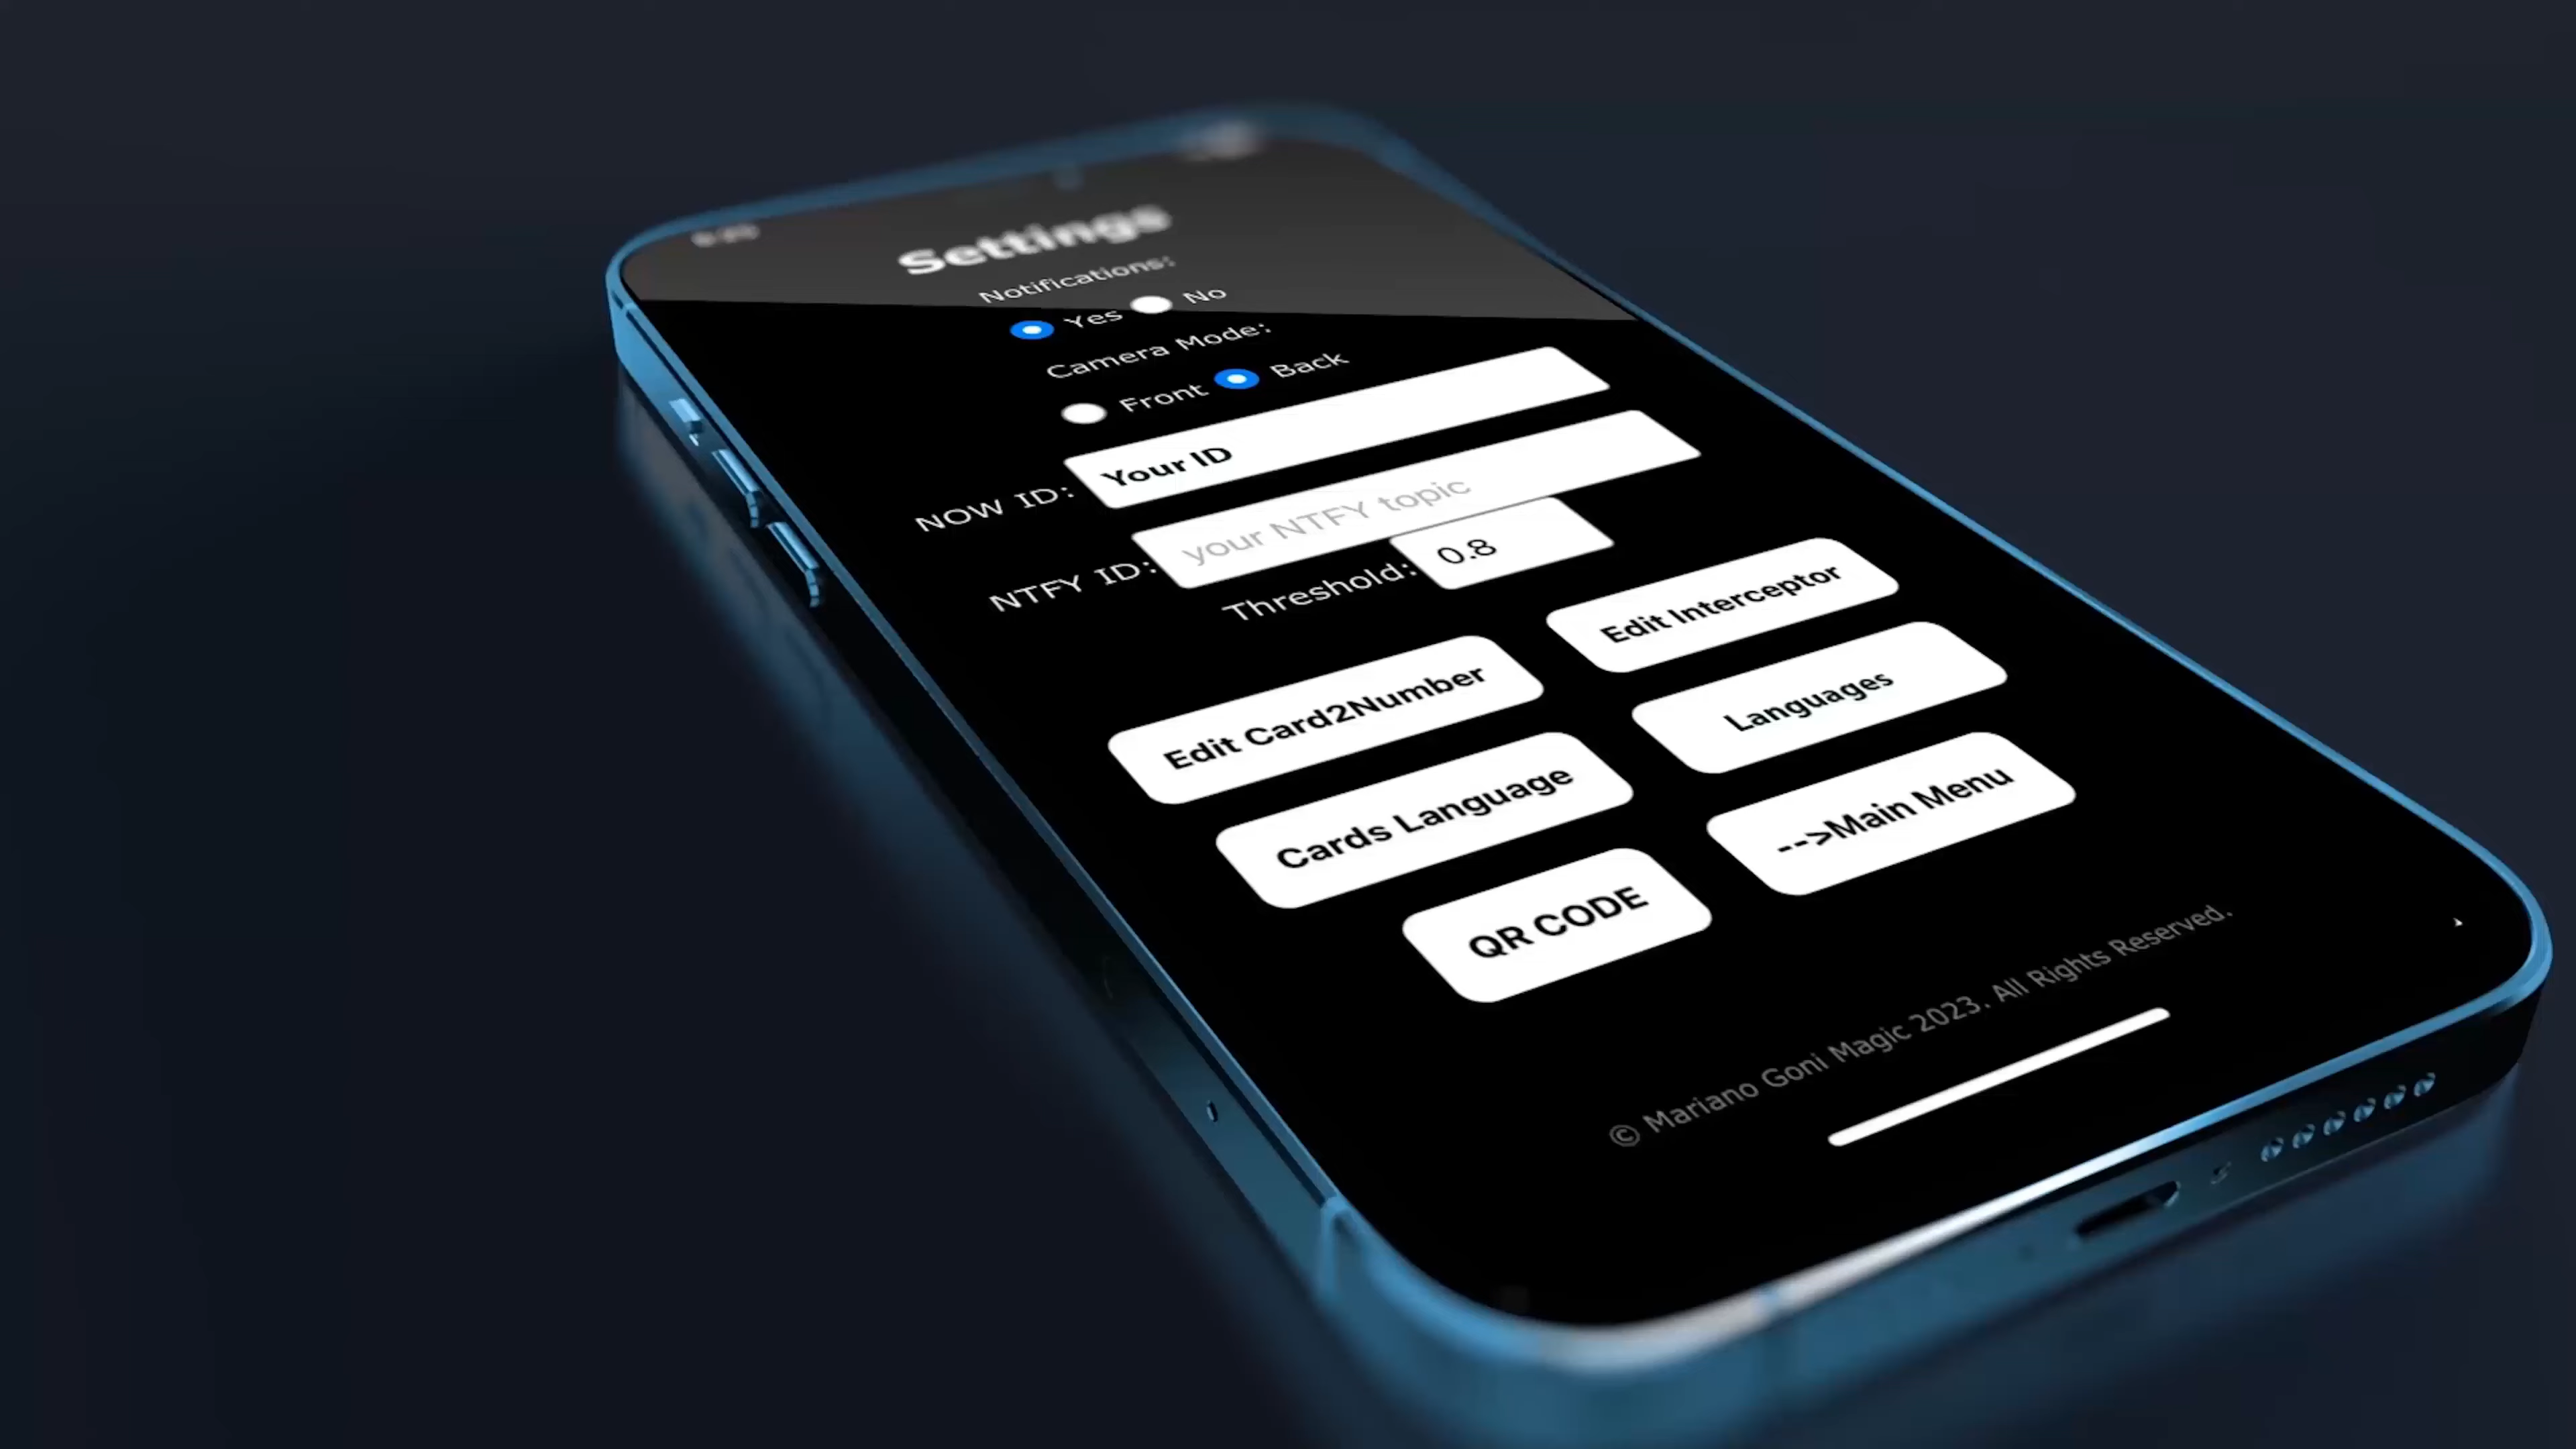 Settings
Notifications:
Yes No
Camera Mode:
Front Back
NOW ID: Your ID
NTFY ID: your NTFY topic
Threshold: 0.8
Edit Card2Number Edit Interceptor
Cards Language Languages
QR CODE -->Main Menu
© Mariano Goni Magic 2023. All Rights Reserved.